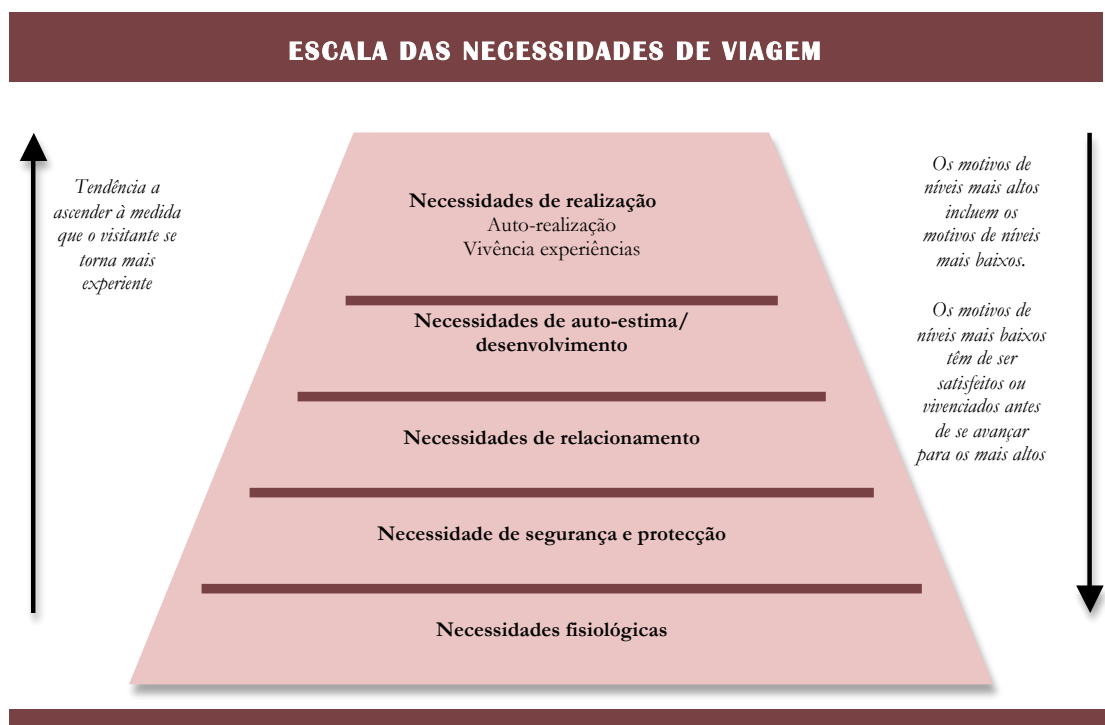 ESCALA DAS NECESSIDADES DE VIAGEM
Tendência a
ascender à medida
que o visitante se
torna mais
experiente
Necessidades de realização
Auto-realização
Vivência experiências
Necessidades de auto-estima/
desenvolvimento
Necessidades de relacionamento
Necessidade de segurança e protecção
Necessidades fisiológicas
Os motivos de
níveis mais altos
incluem os
motivos de níveis
mais baixos.
Os motivos de
níveis mais baixos
têm de ser
satisfeitos ou
vivenciados antes
de se avançar
para os mais altos